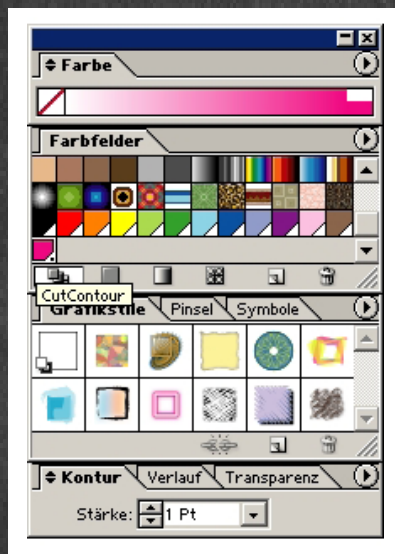 Farbe
Farbfelder
CutContour
Grafikstile Pinsel Symbole
Kontur Verlauf Transparenz
Stärke: 1 Pt